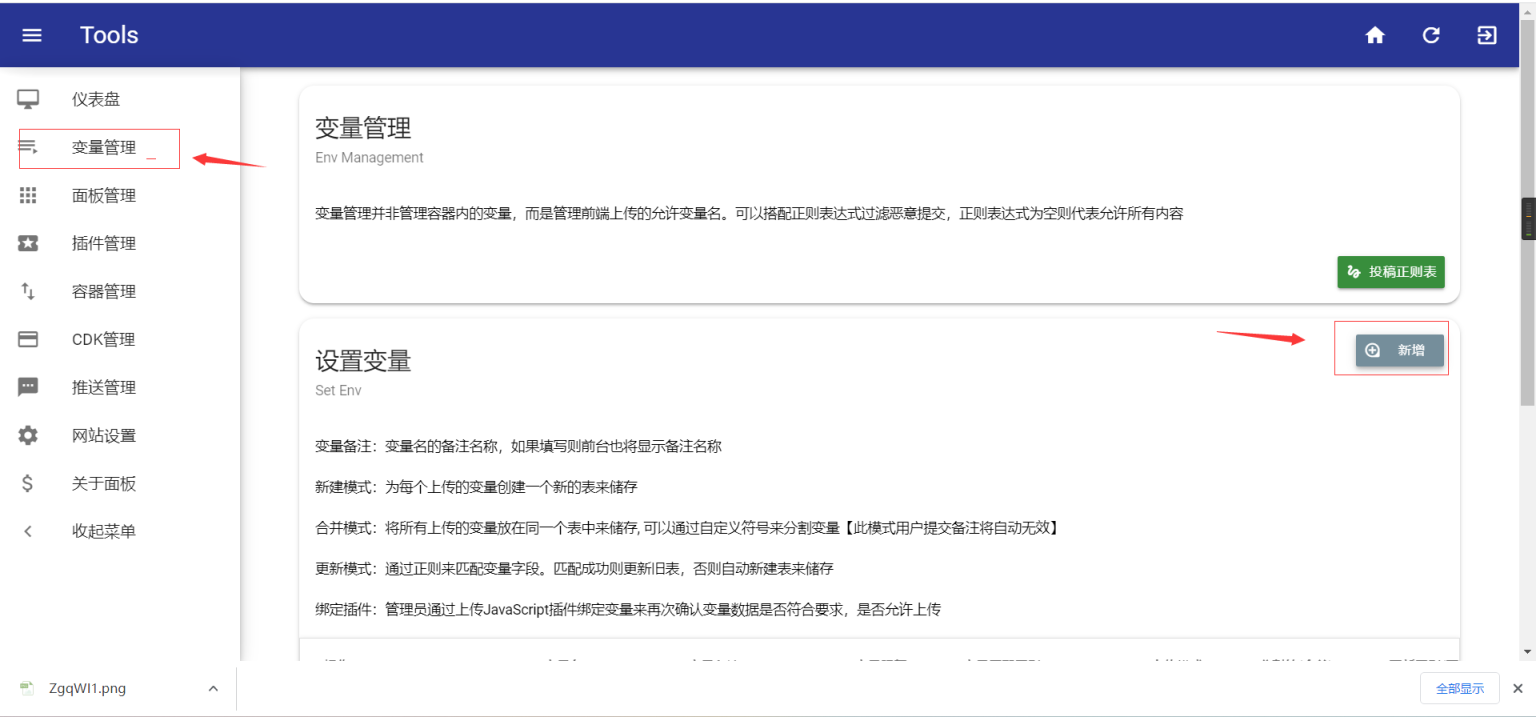 Tools
仪表盘
变量管理
面板管理
插件管理
容器管理
CDK管理
推送管理
网站设置
关于面板
收起菜单
变量管理
Env Management
变量管理并非管理容器内的变量，而是管理前端上传的允许变量名。可以搭配正则表达式过滤恶意提交，正则表达式为空则代表允许所有内容
投稿正则表
设置变量
新增
Set Env
变量备注：变量名的备注名称，如果填写则前台也将显示备注名称
新建模式：为每个上传的变量创建一个新的表来储存
合并模式：将所有上传的变量放在同一个表中来储存, 可以通过自定义符号来分割变量【此模式用户提交备注将自动无效】
更新模式：通过正则来匹配变量字段。匹配成功则更新旧表，否则自动新建表来储存
绑定插件：管理员通过上传JavaScript插件绑定变量来再次确认变量数据是否符合要求，是否允许上传
ZgqWI1.png
全部显示